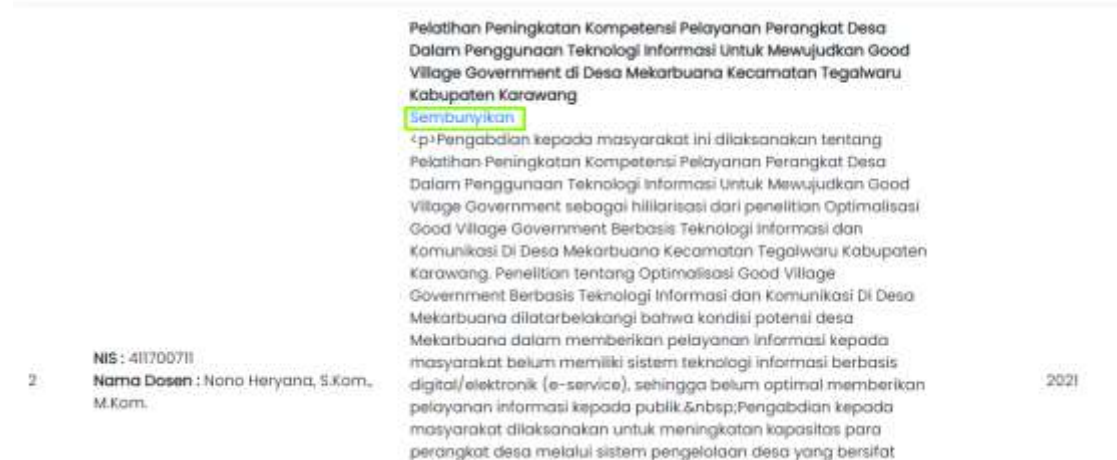 Pelatihan Peningkatan Kompetensi Pelayanan Perangkat Desa
Dalam Penggunaan Teknologi Informasi Untuk Mewujudkan Good
Village Government di Desa Mekarbuana Kecamatan Tegalwaru
Kabupaten Karawang
Sembunyikan
<p>Pengabdian kepada masyarakat ini dilaksanakan tentang
Pelatihan Peningkatan Kompetensi Pelayanan Perangkat Desa
Dalam Penggunaan Teknologi Informasi Untuk Mewujudkan Good
Village Government sebagai hililarisasi dari penelitian Optimalisasi
Good Village Government Berbasis Teknologi Informasi dan
Komunikasi Di Desa Mekarbuana Kecamatan Tegalwaru Kabupaten
Karawang. Penelitian tentang Optimalisasi Good Village
Government Berbasis Teknologi Informasi dan Komunikasi Di Desa
Mekarbuana dilatarbelakangi bahwa kondisi potensi desa
Mekarbuana dalam memberikan pelayanan informasi kepada
masyarakat belum memiliki sistem teknologi informasi berbasis
digital/elektronik (e-service), sehingga belum optimal memberikan
pelayanan informasi kepada publik.&nbsp;Pengabdian kepada
masyarakat dilaksanakan untuk meningkatan kapasitas para
perangkat desa melalui sistem pengelolaan desa yang bersifat
2
NIS : 411700711
Nama Dosen : Nono Heryana, S.Kom.,
M.Kom.
2021